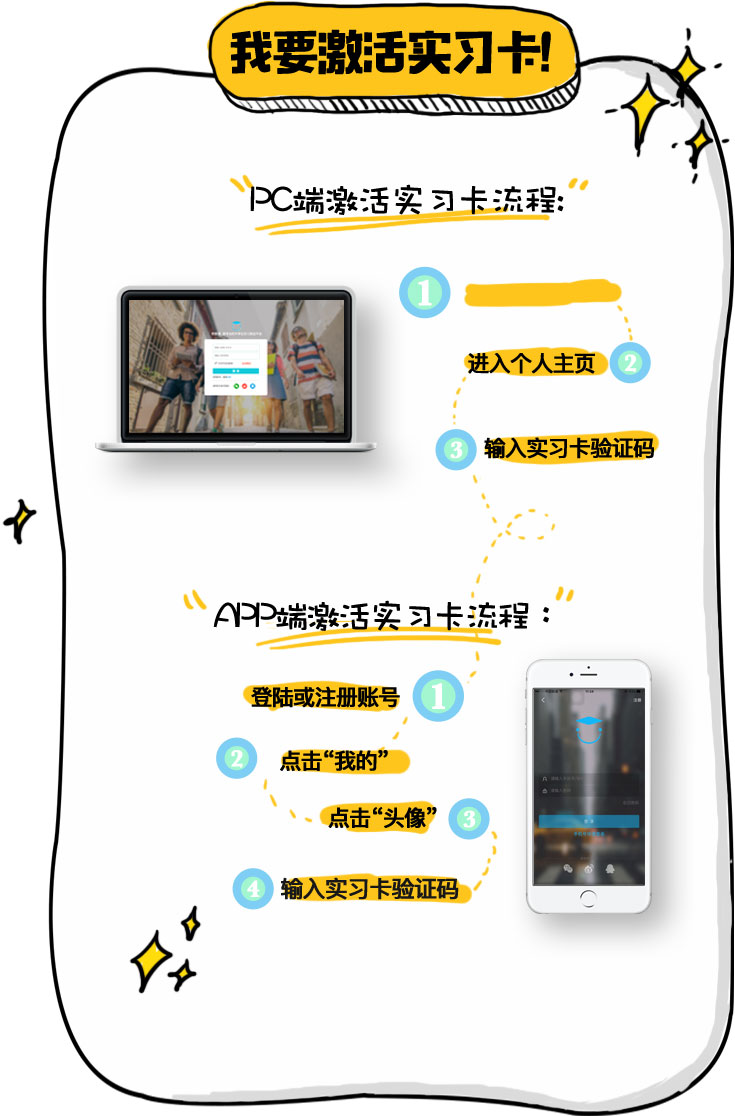 我要激活实习卡!
PC端激活实习卡流程:
1
进入个人主页 2
3 输入实习卡验证码
APP端激活实习卡流程：
登陆或注册账号 1
2 点击“我的”
点击“头像” 3
4 输入实习卡验证码